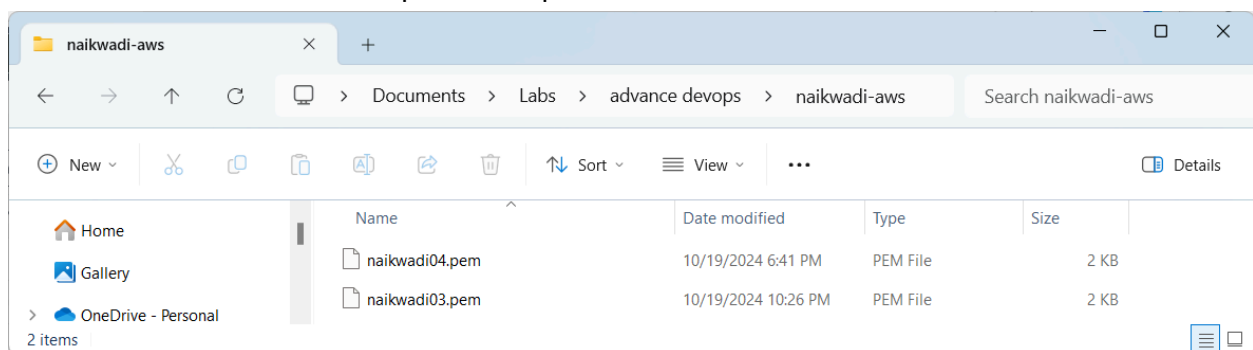 naikwadi-aws
Documents > Labs > advance devops > naikwadi-aws Search naikwadi-aws
New Sort View ... Details
Name Date modified Type Size
Home
naikwadi04.pem 10/19/2024 6:41 PM PEM File 2 KB
Gallery
naikwadi03.pem 10/19/2024 10:26 PM PEM File 2 KB
OneDrive - Personal
2 items